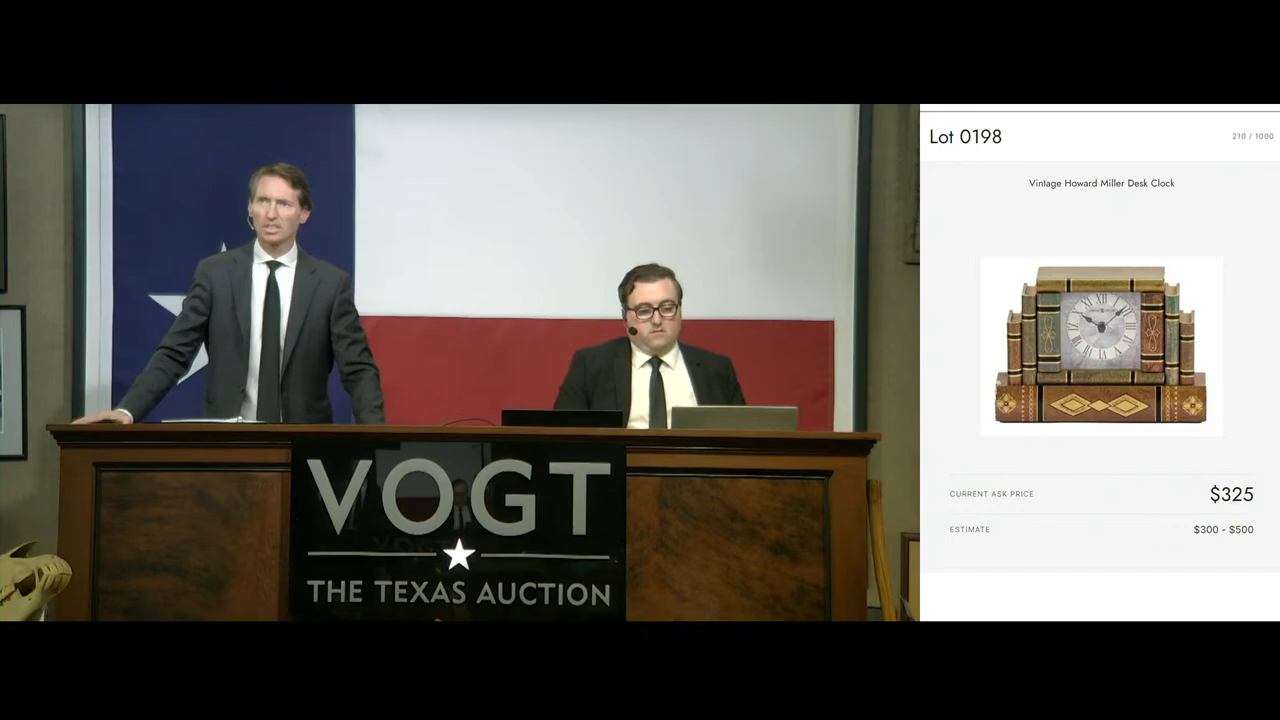 VOGT
THE TEXAS AUCTION
Lot 0198
210 / 1000
Vintage Howard Miller Desk Clock
CURRENT ASK PRICE
$325
ESTIMATE
$300 - $500